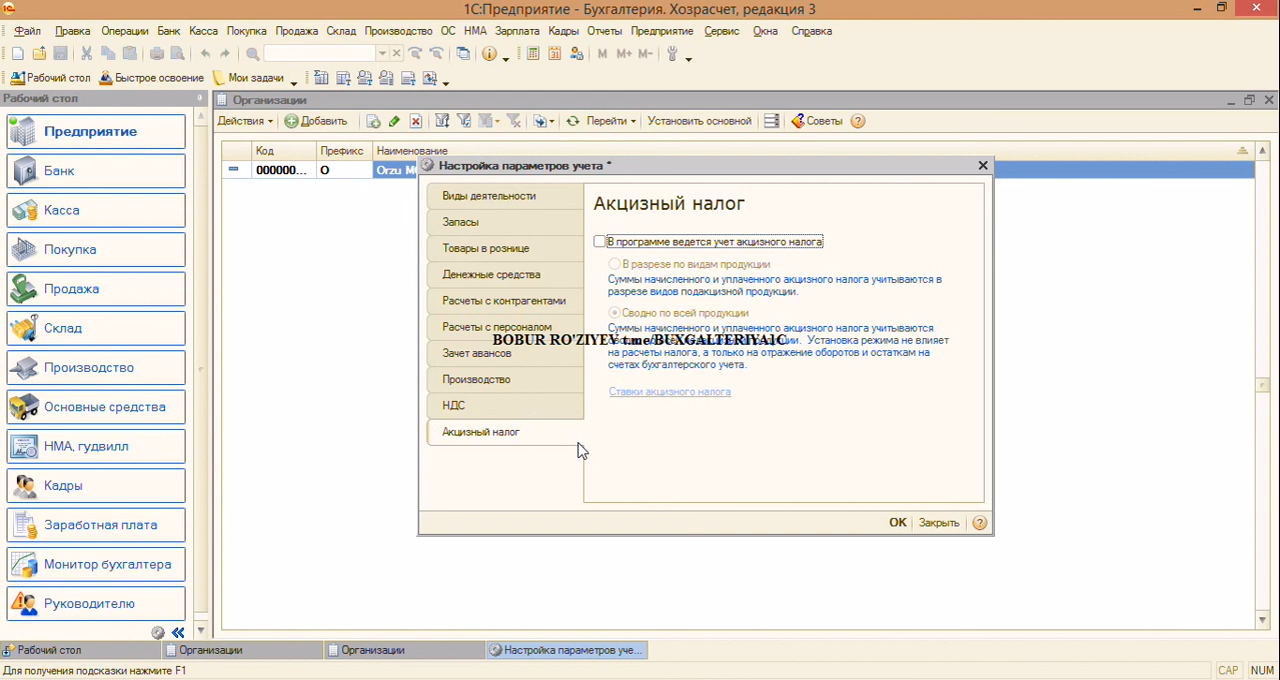 1С:Предприятие - Бухгалтерия. Хозрасчет, редакция 3
Файл Правка Операции Банк Касса Покупка Продажа Склад Производство ОС НМА Зарплата Кадры Отчеты Предприятие Сервис Окна Справка
M M+ M-
Рабочий стол Быстрое освоение Мои задачи
Рабочий стол
Организации
Действия Добавить Перейти Установить основной Советы
Код Префикс Наименование
000000... О Orzu M
Предприятие
Банк
Касса
Покупка
Продажа
Склад
Производство
Основные средства
НМА, гудвилл
Кадры
Заработная плата
Монитор бухгалтера
Руководителю
Настройка параметров учета *
Виды деятельности
Запасы
Товары в рознице
Денежные средства
Расчеты с контрагентами
Расчеты с персоналом
Зачет авансов
Производство
НДС
Акцизный налог
Акцизный налог
В программе ведется учет акцизного налога
В разрезе по видам продукции
Суммы начисленного и уплаченного акцизного налога учитываются в
разрезе видов подакцизной продукции.
Сводно по всей продукции
Суммы начисленного и уплаченного акцизного налога учитываются
BOBUR RO'ZIYEV t.me/BUXGALTERIYA1C
продукции. Установка режима не влияет
на расчеты налога, а только на отражение оборотов и остаткам на
счетах бухгалтерского учета.
Ставки акцизного налога
OK Закрыть
Рабочий стол Организации Организации Настройка параметров уче...
Для получения подсказки нажмите F1
CAP NUM